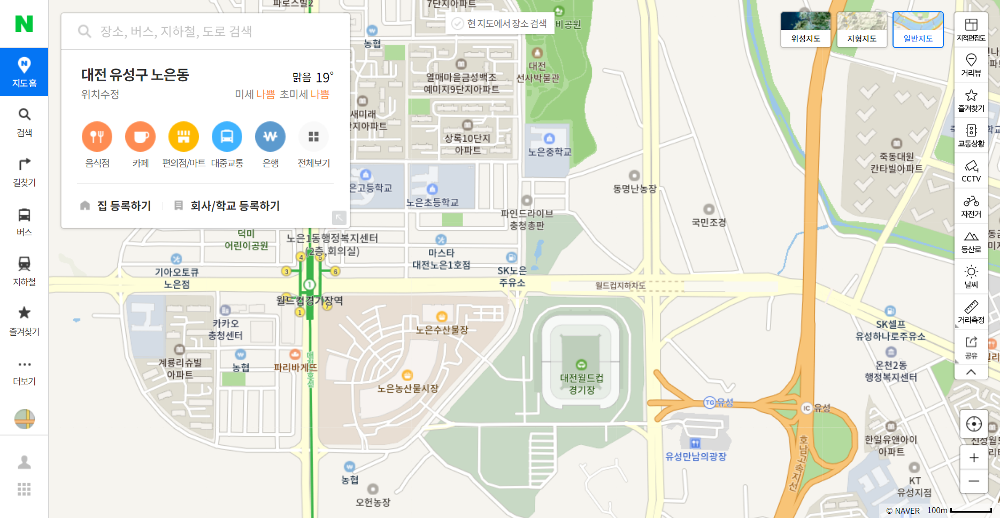 N
지도 홈
검색
길찾기
버스
지하철
즐겨찾기
더보기
장소, 버스, 지하철, 도로 검색
대전 유성구 노은동
맑음 19°
위치수정
미세 나쁨 초미세 나쁨
음식점
카페
편의점/마트
대중교통
은행
전체보기
집 등록하기
회사/학교 등록하기
현 지도에서 장소 검색
위성지도
지형지도
일반지도
지적편집도
거리뷰
즐겨찾기
교통상황
CCTV
자전거
등산로
날씨
거리측정
공유
파로스빌2
7단지아파트
비공원
농협
대전
선사박물관
열매마을금성백조
예미지9단지아파트
새미래
단지아파트
상록10단지
아파트
노은중학교
죽동대원
칸타빌아파트
은고등학교
노은초등학교
동명난농장
파인드라이브
충청총판
국민조경
덕미
어린이공원
노은1동행정복지센터
(2층,회의실)
마스타
대전노은1호점
기아오토큐
노은점
SK노은
주유소
4
5
3
6
1
월드컵지하차도
월드컵경기장역
1
7
카카오
충청센터
노은수산물장
SK셀프
유성하나로주유소
계룡리슈빌
아파트
농협
파리바게뜨
노은농산물시장
대전월드컵
경기장
온천2동
행정복지센터
TG 유성
IC 유성
호남고속지선
유성만남의광장
한일유앤아이
아파트
농협
오현농장
KT
유성지점
© NAVER
100m